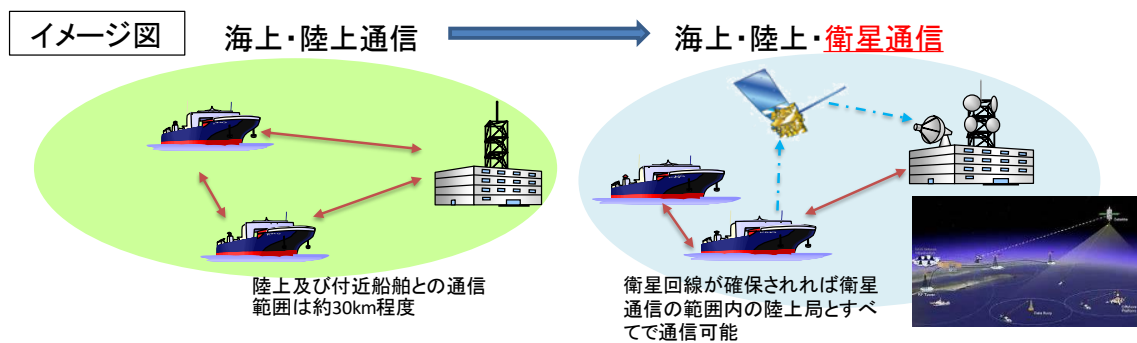 イメージ図
海上・陸上通信
海上・陸上・衛星通信
陸上及び付近船舶との通信
範囲は約30km程度
衛星回線が確保されれば衛星
通信の範囲内の陸上局とすべ
てで通信可能
Satellite